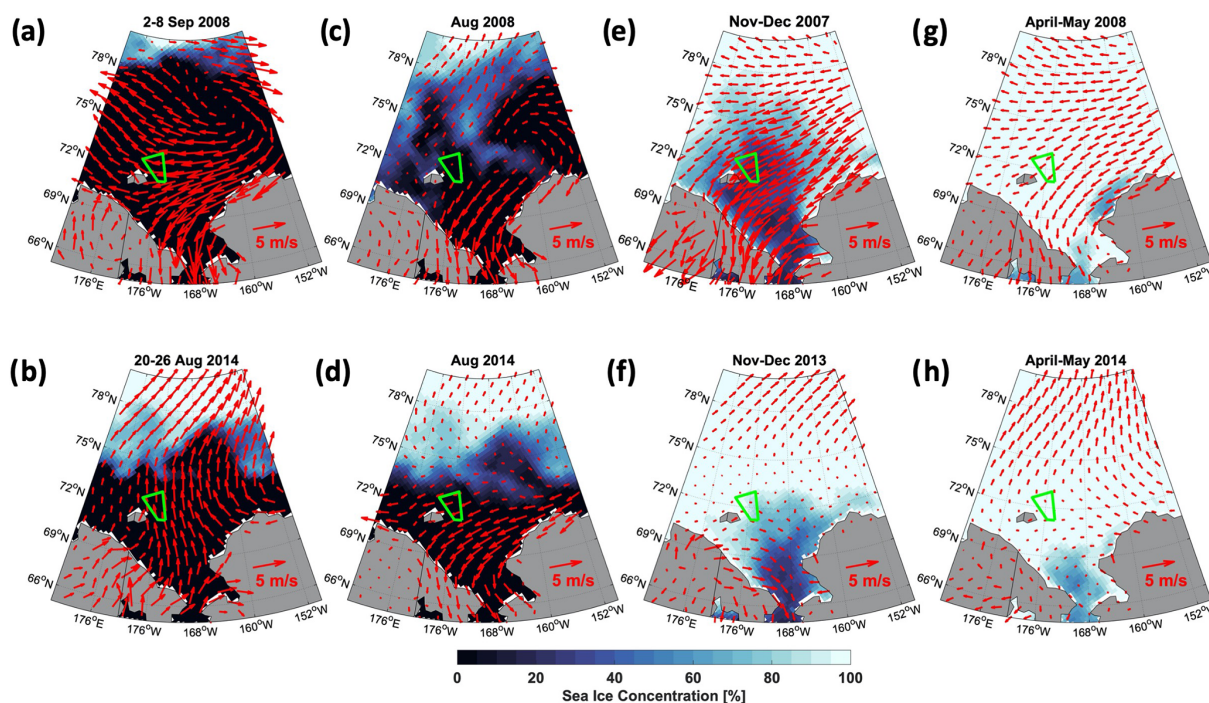 (a) 2-8 Sep 2008
78°N
75°N
72°N
69°N
66°N
176°E
176°W
168°W
160°W
152°W
5 m/s
(c) Aug 2008
78°N
75°N
72°N
69°N
66°N
176°E
176°W
168°W
160°W
152°W
5 m/s
(e) Nov-Dec 2007
78°N
75°N
72°N
69°N
66°N
176°E
176°W
168°W
160°W
152°W
5 m/s
(g) April-May 2008
78°N
75°N
72°N
69°N
66°N
176°E
176°W
168°W
160°W
152°W
5 m/s
(b) 20-26 Aug 2014
78°N
75°N
72°N
69°N
66°N
176°E
176°W
168°W
160°W
152°W
5 m/s
(d) Aug 2014
78°N
75°N
72°N
69°N
66°N
176°E
176°W
168°W
160°W
152°W
5 m/s
(f) Nov-Dec 2013
78°N
75°N
72°N
69°N
66°N
176°E
176°W
168°W
160°W
152°W
5 m/s
(h) April-May 2014
78°N
75°N
72°N
69°N
66°N
176°E
176°W
168°W
160°W
152°W
5 m/s
0 20 40 60 80 100
Sea Ice Concentration [%]